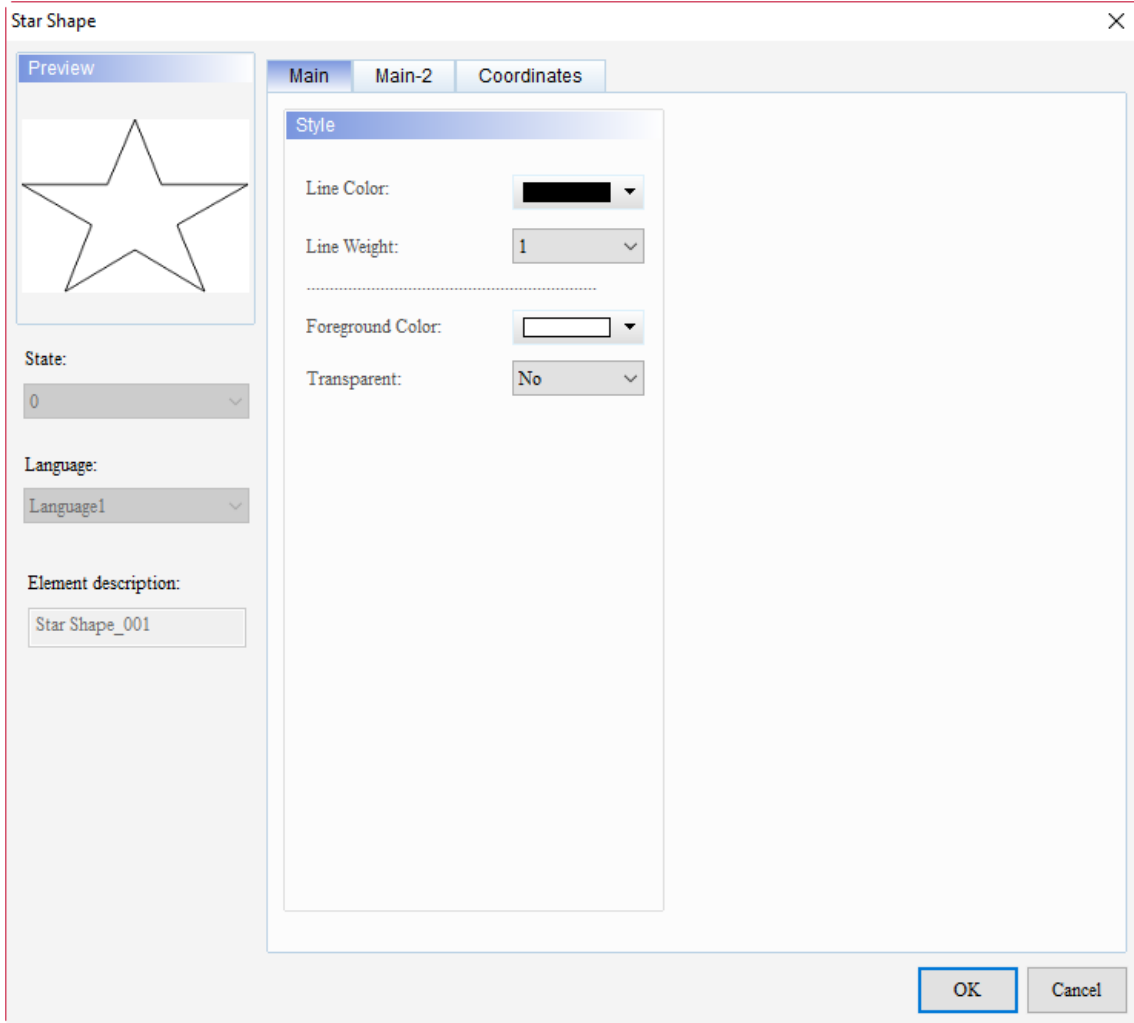 Star Shape
Preview
Main
Main-2
Coordinates
Style
Line Color:
Line Weight:
1
Foreground Color:
Transparent:
No
State:
0
Language:
Language1
Element description:
Star Shape_001
OK
Cancel